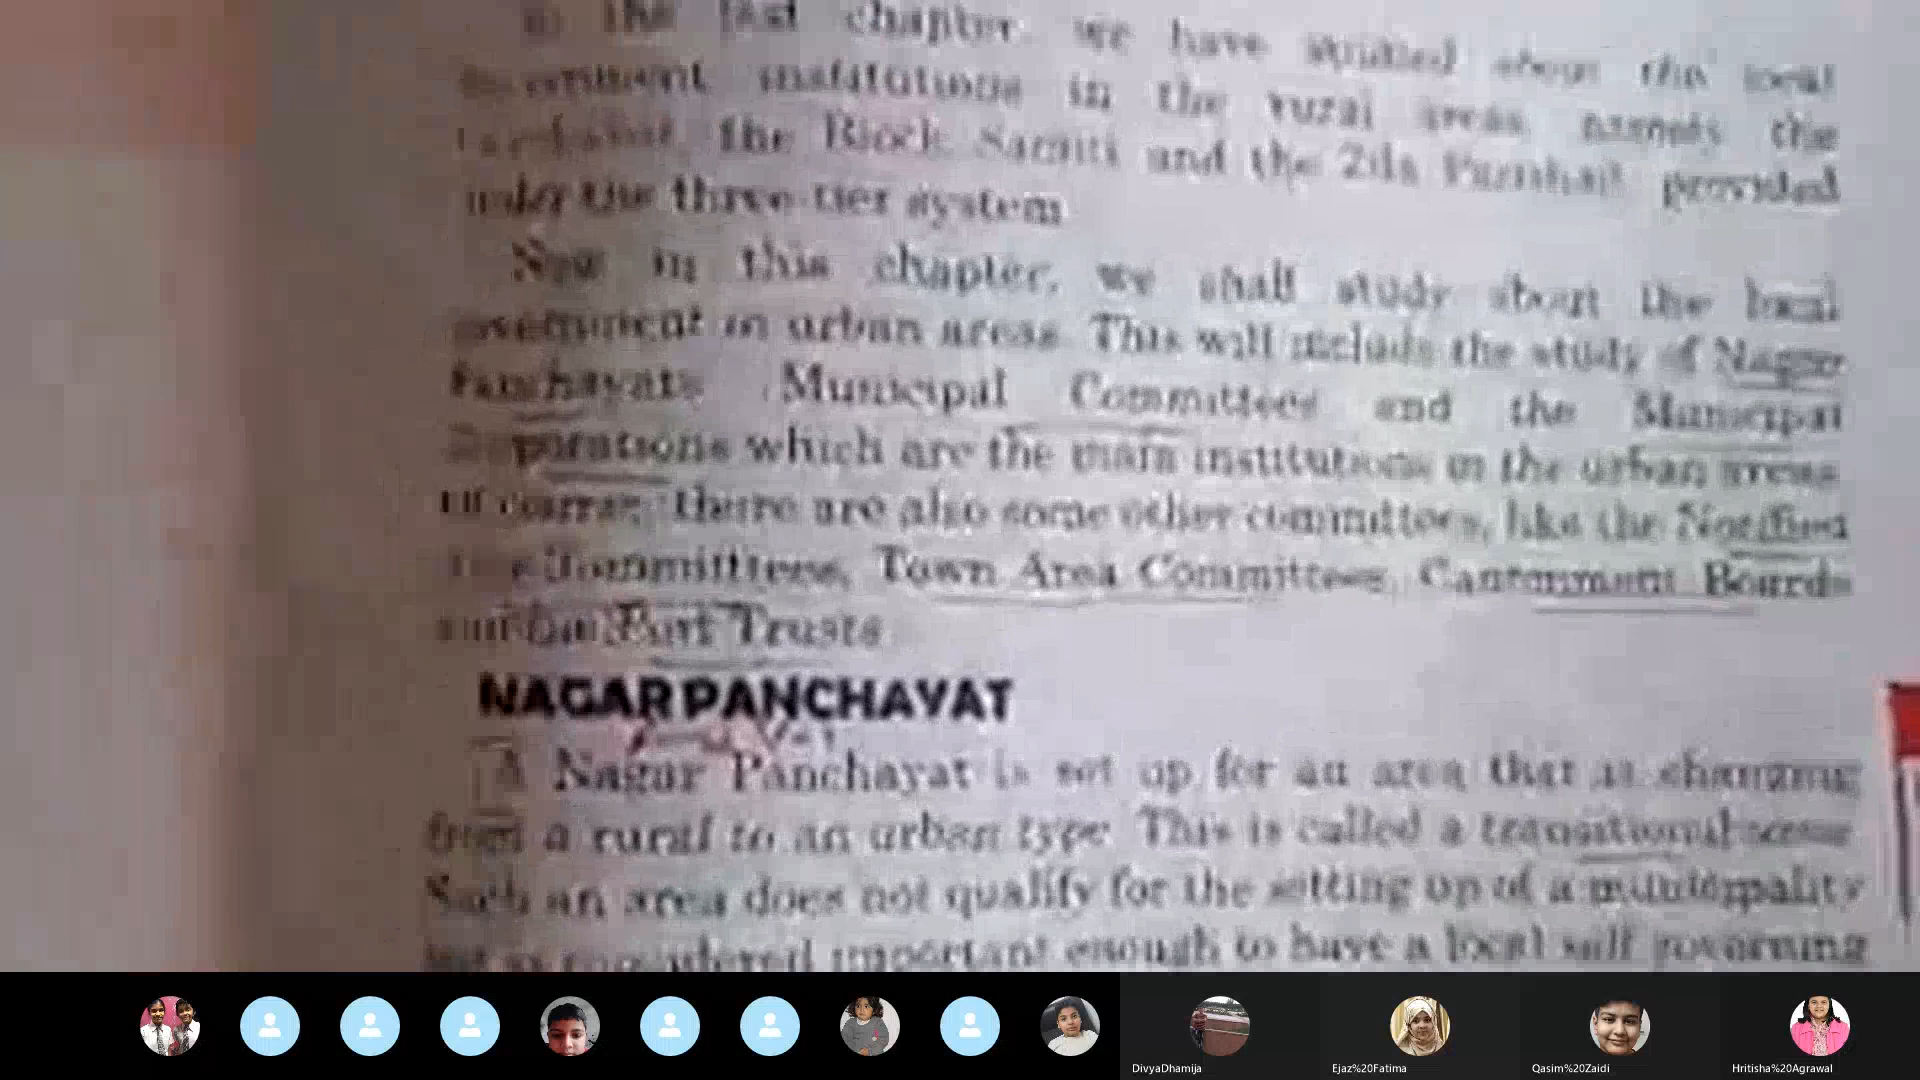 the last chapter we have studied about the local
institutions in the rural areas namely the
the Block Samiti and the Zila Parishad provided
under the three-tier system
Now in this chapter, we shall study about the local
government in urban areas. This will include the study of Nagar
Panchayats Municipal Committees and the Municipal
Corporations which are the main institutions in the urban areas
Of course, there are also some other committees, like the Notified
Committees, Town Area Committees, Cantonment Boards
Port Trusts
NAGAR PANCHAYAT
A Nagar Panchayat is set up for an area that is changing
from a rural to an urban type. This is called a transitional area
Such an area does not qualify for the setting up of a municipality
but is considered important enough to have a local self governing
DivyaDhamija
Ejaz%20Fatima
Qasim%20Zaidi
Hritisha%20Agrawal